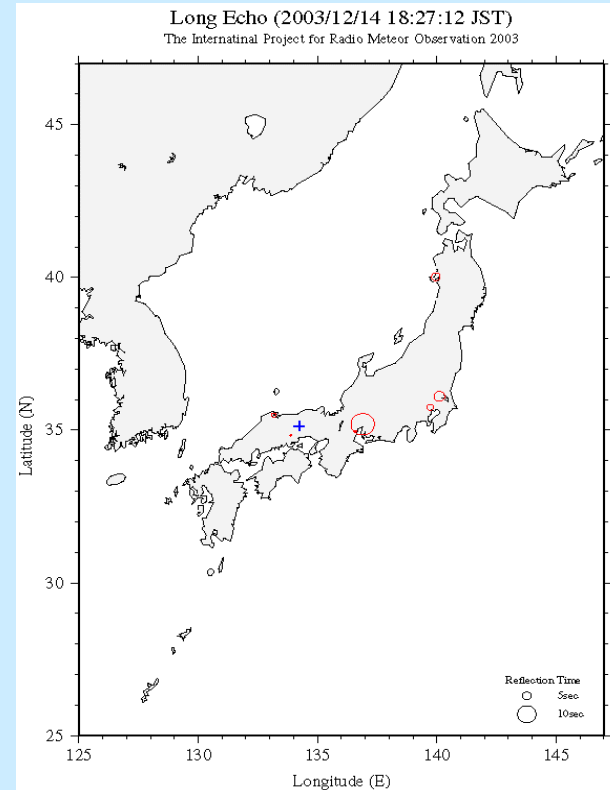 Long Echo (2003/12/14 18:27:12 JST)
The Internatinal Project for Radio Meteor Observation 2003
45
40
35
30
25
Latitude (N)
Reflection Time
5sec
10sec
125 130 135 140 145
Longitude (E)